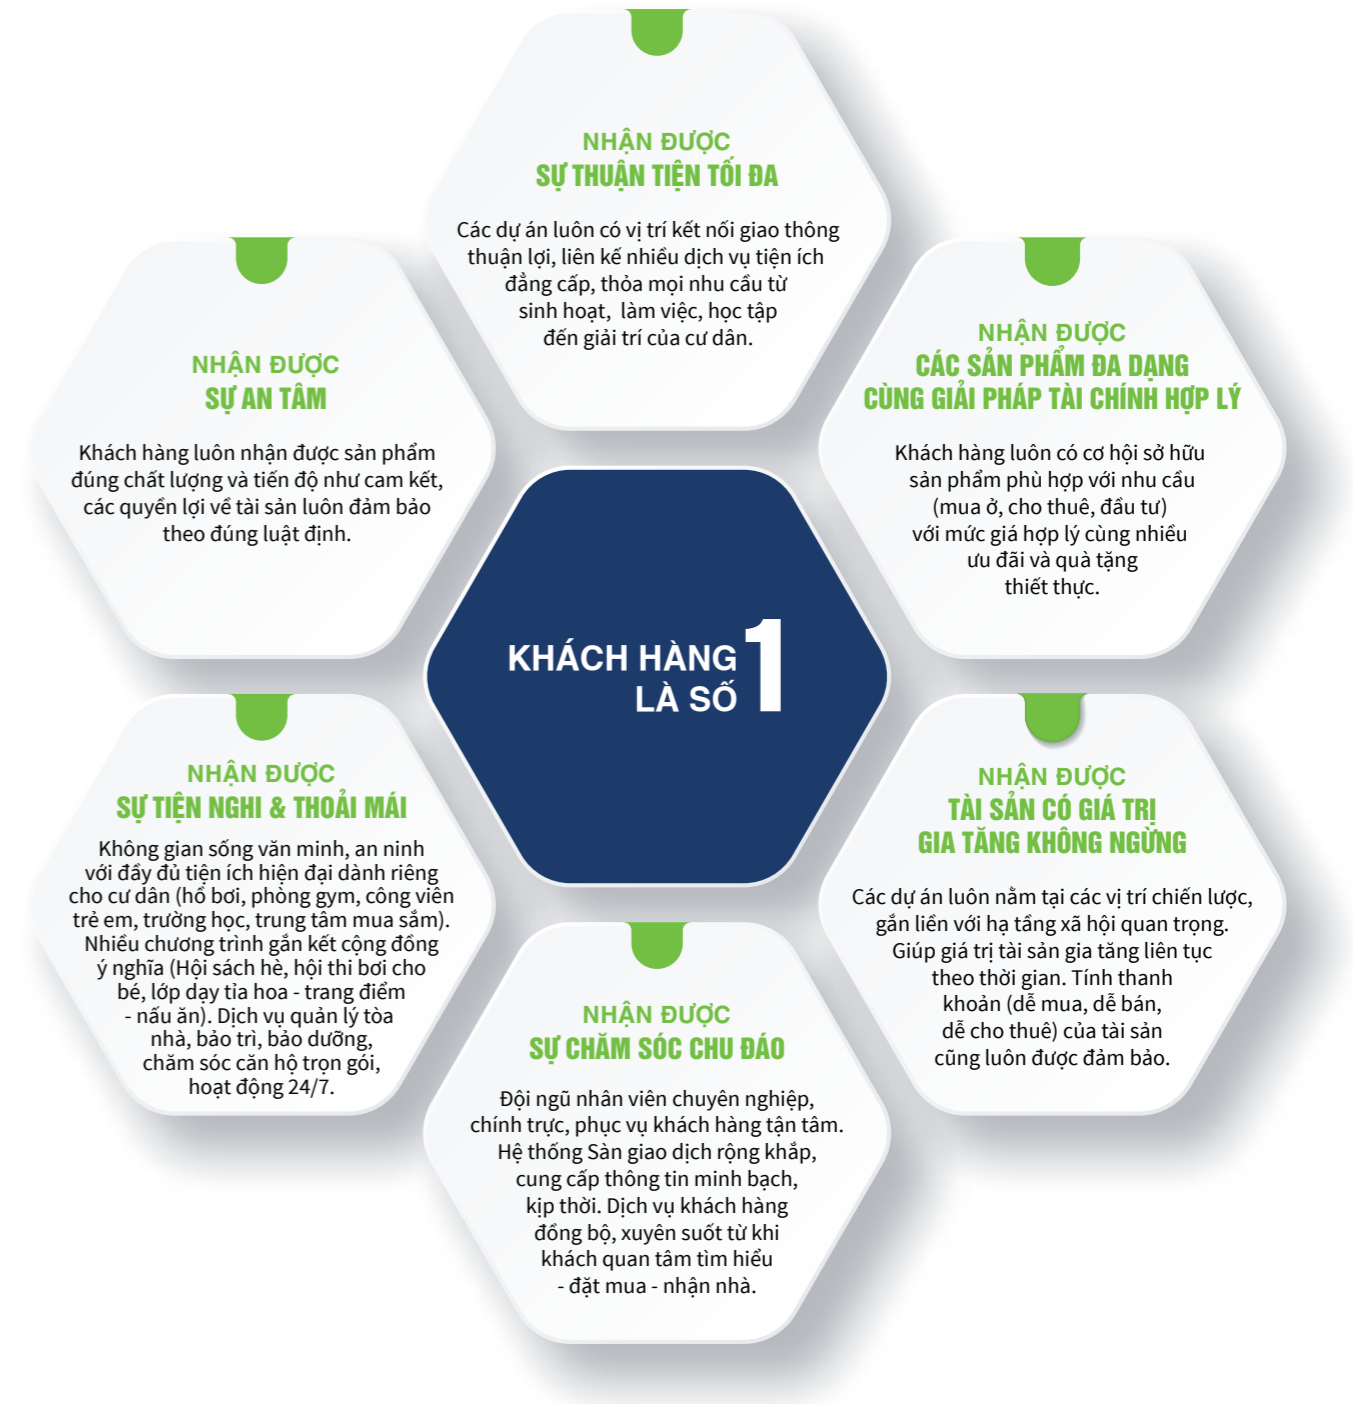 NHẬN ĐƯỢC
SỰ THUẬN TIỆN TỐI ĐA
Các dự án luôn có vị trí kết nối giao thông
thuận lợi, liên kế nhiều dịch vụ tiện ích
đẳng cấp, thỏa mọi nhu cầu từ
sinh hoạt, làm việc, học tập
đến giải trí của cư dân.
NHẬN ĐƯỢC
SỰ AN TÂM
Khách hàng luôn nhận được sản phẩm
đúng chất lượng và tiến độ như cam kết,
các quyền lợi về tài sản luôn đảm bảo
theo đúng luật định.
NHẬN ĐƯỢC
CÁC SẢN PHẨM ĐA DẠNG
CÙNG GIẢI PHÁP TÀI CHÍNH HỢP LÝ
Khách hàng luôn có cơ hội sở hữu
sản phẩm phù hợp với nhu cầu
(mua ở, cho thuê, đầu tư)
với mức giá hợp lý cùng nhiều
ưu đãi và quà tặng
thiết thực.
KHÁCH HÀNG
LÀ SỐ 1
NHẬN ĐƯỢC
SỰ TIỆN NGHI & THOẢI MÁI
Không gian sống văn minh, an ninh
với đầy đủ tiện ích hiện đại dành riêng
cho cư dân (hồ bơi, phòng gym, công viên
trẻ em, trường học, trung tâm mua sắm).
Nhiều chương trình gắn kết cộng đồng
ý nghĩa (Hội sách hè, hội thi bơi cho
bé, lớp dạy tỉa hoa - trang điểm
- nấu ăn). Dịch vụ quản lý tòa
nhà, bảo trì, bảo dưỡng,
chăm sóc căn hộ trọn gói,
hoạt động 24/7.
NHẬN ĐƯỢC
TÀI SẢN CÓ GIÁ TRỊ
GIA TĂNG KHÔNG NGỪNG
Các dự án luôn nằm tại các vị trí chiến lược,
gắn liền với hạ tầng xã hội quan trọng.
Giúp giá trị tài sản gia tăng liên tục
theo thời gian. Tính thanh
khoản (dễ mua, dễ bán,
dễ cho thuê) của tài sản
cũng luôn được đảm bảo.
NHẬN ĐƯỢC
SỰ CHĂM SÓC CHU ĐÁO
Đội ngũ nhân viên chuyên nghiệp,
chính trực, phục vụ khách hàng tận tâm.
Hệ thống Sàn giao dịch rộng khắp,
cung cấp thông tin minh bạch,
kịp thời. Dịch vụ khách hàng
đồng bộ, xuyên suốt từ khi
khách quan tâm tìm hiểu
- đặt mua - nhận nhà.